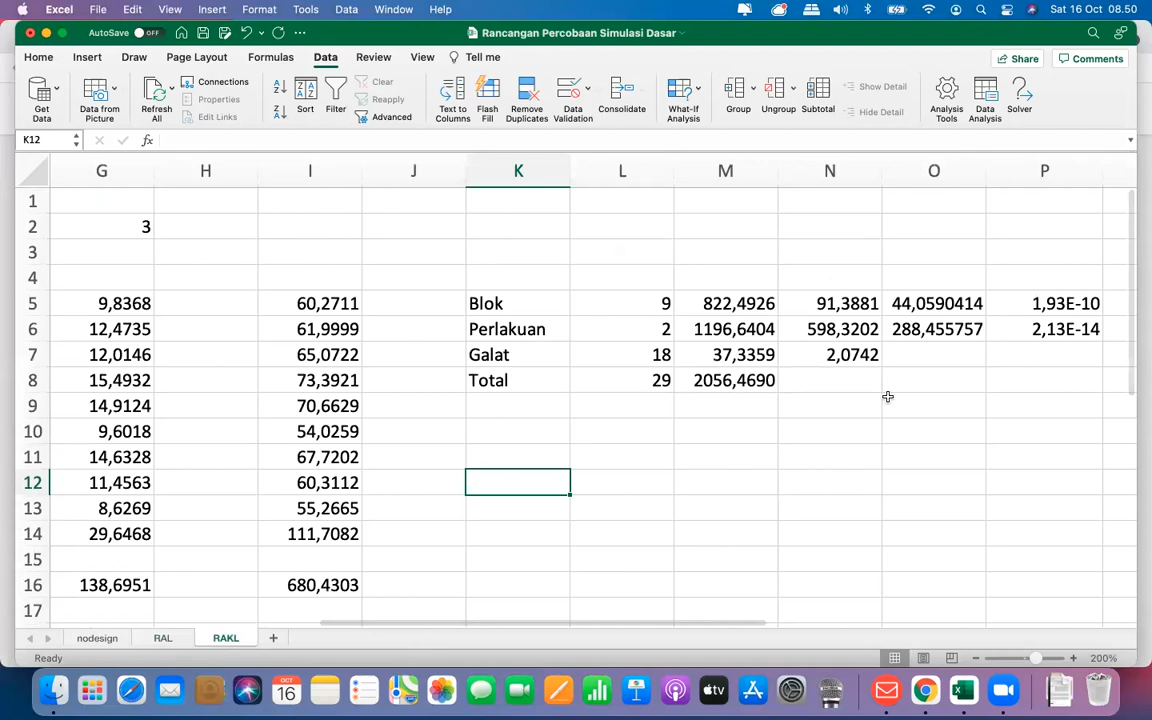 Excel File Edit View Insert Format Tools Data Window Help Sat 16 Oct 08.50
AutoSave OFF Rancangan Percobaan Simulasi Dasar
Home Insert Draw Page Layout Formulas Data Review View Tell me Share Comments
Get Data Data from Picture Refresh All Connections Properties Edit Links Sort Filter Clear Reapply Advanced Text to Columns Flash Fill Remove Duplicates Data Validation Consolidate What-If Analysis Group Ungroup Subtotal Show Detail Hide Detail Analysis Tools Data Analysis Solver
K12 fx
G H I J K L M N O P
1
2 3
3
4
5 9,8368 60,2711 Blok 9 822,4926 91,3881 44,0590414 1,93E-10
6 12,4735 61,9999 Perlakuan 2 1196,6404 598,3202 288,455757 2,13E-14
7 12,0146 65,0722 Galat 18 37,3359 2,0742
8 15,4932 73,3921 Total 29 2056,4690
9 14,9124 70,6629
10 9,6018 54,0259
11 14,6328 67,7202
12 11,4563 60,3112
13 8,6269 55,2665
14 29,6468 111,7082
15
16 138,6951 680,4303
17
nodesign RAL RAKL +
Ready 200%
OCT 16 tv